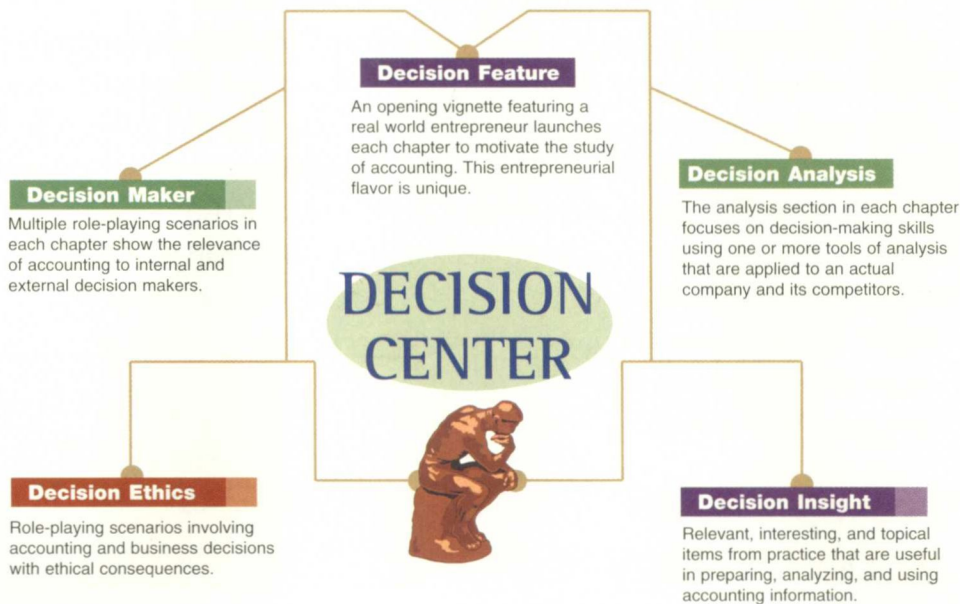 Decision Feature
An opening vignette featuring a
real world entrepreneur launches
each chapter to motivate the study
of accounting. This entrepreneurial
flavor is unique.
Decision Maker
Multiple role-playing scenarios in
each chapter show the relevance
of accounting to internal and
external decision makers.
Decision Analysis
The analysis section in each chapter
focuses on decision-making skills
using one or more tools of analysis
that are applied to an actual
company and its competitors.
DECISION
CENTER
Decision Ethics
Role-playing scenarios involving
accounting and business decisions
with ethical consequences.
Decision Insight
Relevant, interesting, and topical
items from practice that are useful
in preparing, analyzing, and using
accounting information.